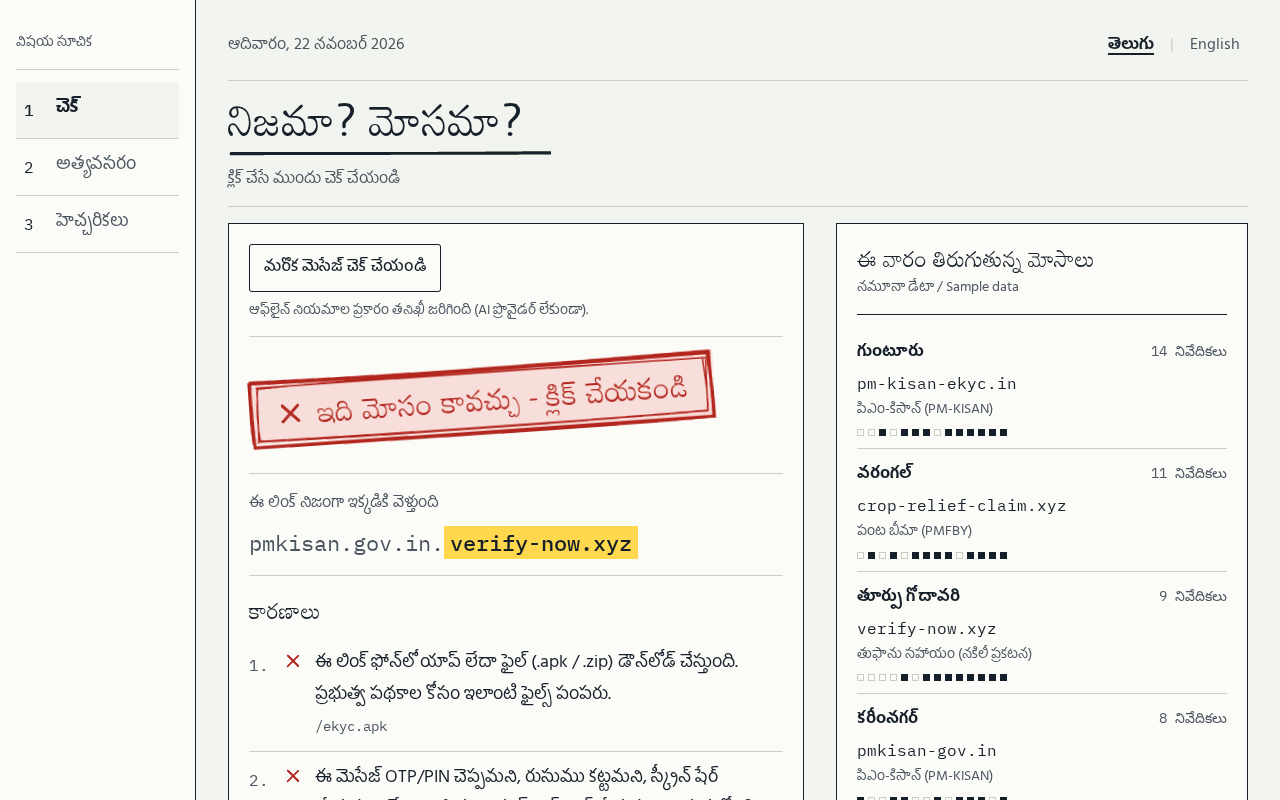 విషయ సూచిక
1 చెక్
2 అత్యవసరం
3 హెచ్చరికలు
ఆదివారం, 22 నవంబర్ 2026
తెలుగు | English
నిజమా? మోసమా?
క్లిక్ చేసే ముందు చెక్ చేయండి
మరొక మెసేజ్ చెక్ చేయండి
ఆఫ్‌లైన్ నియమాల ప్రకారం తనిఖీ జరిగింది (AI ప్రొవైడర్ లేకుండా).
✕ ఇది మోసం కావచ్చు - క్లిక్ చేయకండి
ఈ లింక్ నిజంగా ఇక్కడికి వెళ్తుంది
pmkisan.gov.in.verify-now.xyz
కారణాలు
1. ✕ ఈ లింక్ ఫోన్‌లో యాప్ లేదా ఫైల్ (.apk / .zip) డౌన్‌లోడ్ చేస్తుంది.
ప్రభుత్వ పథకాల కోసం ఇలాంటి ఫైల్స్ పంపరు.
/ekyc.apk
2. ✕ ఈ మెసేజ్ OTP/PIN చెప్పమని, రుసుము కట్టమని, స్క్రీన్ షేర్
ఈ వారం తిరుగుతున్న మోసాలు
నమూనా డేటా / Sample data
గుంటూరు 14 నివేదికలు
pm-kisan-ekyc.in
పిఎం-కిసాన్ (PM-KISAN)
వరంగల్ 11 నివేదికలు
crop-relief-claim.xyz
పంట బీమా (PMFBY)
తూర్పు గోదావరి 9 నివేదికలు
verify-now.xyz
తుఫాను సహాయం (నకిలీ ప్రకటన)
కరీంనగర్ 8 నివేదికలు
pmkisan-gov.in
పిఎం-కిసాన్ (PM-KISAN)